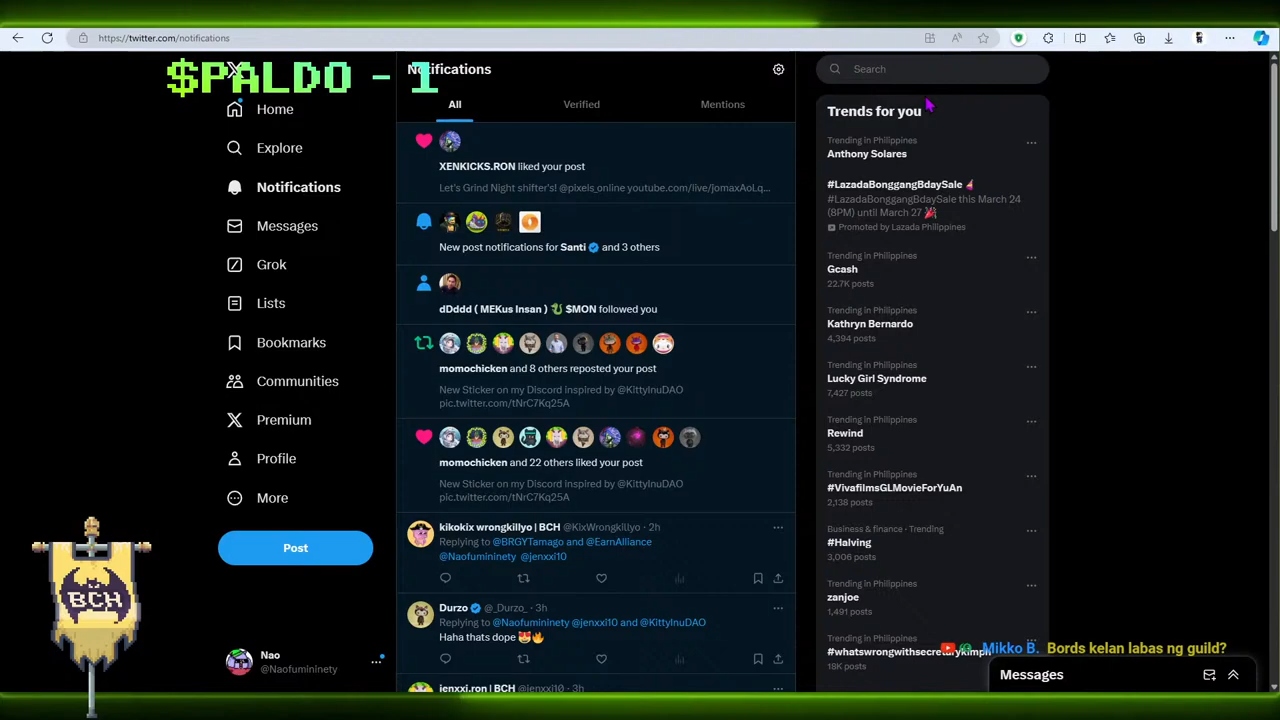 https://twitter.com/notifications
$PALDO - 1
Home
Explore
Notifications
Messages
Grok
Lists
Bookmarks
Communities
Premium
Profile
More
Post
Nao
@Naofumininety
BCH
Notifications
All
Verified
Mentions
XENKICKS.RON liked your post
Let's Grind Night shifter's! @pixels_online youtube.com/live/jomaxAoLq...
New post notifications for Santi and 3 others
dDddd ( MEKus Insan ) 🐉 $MON followed you
momochicken and 8 others reposted your post
New Sticker on my Discord inspired by @KittyInuDAO
pic.twitter.com/tNrC7Kq25A
momochicken and 22 others liked your post
New Sticker on my Discord inspired by @KittyInuDAO
pic.twitter.com/tNrC7Kq25A
kikokix wrongkillyo | BCH @KixWrongkillyo · 2h
Replying to @BRGYTamago and @EarnAlliance
@Naofumininety @jenxxi10
Durzo @_Durzo_ · 3h
Replying to @Naofumininety @jenxxi10 and @KittyInuDAO
Haha thats dope 😻🔥
jenxxi.ron | BCH @jenxxi10 · 3h
Search
Trends for you
Trending in Philippines
Anthony Solares
#LazadaBonggangBdaySale
#LazadaBonggangBdaySale this March 24
(8PM) until March 27 🎉
Promoted by Lazada Philippines
Trending in Philippines
Gcash
22.7K posts
Trending in Philippines
Kathryn Bernardo
4,394 posts
Trending in Philippines
Lucky Girl Syndrome
7,427 posts
Trending in Philippines
Rewind
5,332 posts
Trending in Philippines
#VivafilmsGLMovieForYuAn
2,138 posts
Business & finance · Trending
#Halving
3,006 posts
Trending in Philippines
zanjoe
1,491 posts
Trending in Philippines
#whatswrongwithsecretarykimph
18K posts
Mikko B. Bords kelan labas ng guild?
Messages